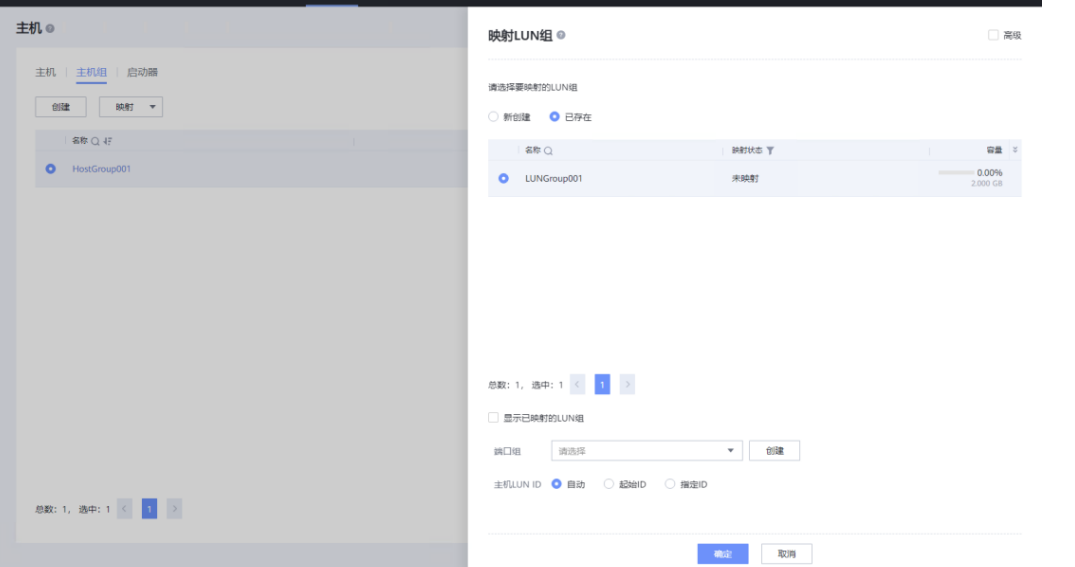 主机
主机 主机组 启动器
创建 映射
名称
HostGroup001
总数: 1, 选中: 1 < 1 >
映射LUN组 高级
请选择要映射的LUN组
新创建 已存在
名称 映射状态 容量
LUNGroup001 未映射 0.00%
2.000 GB
总数: 1, 选中: 1 < 1 >
显示已映射的LUN组
端口组 请选择 创建
主机LUN ID 自动 起始ID 指定ID
确定 取消